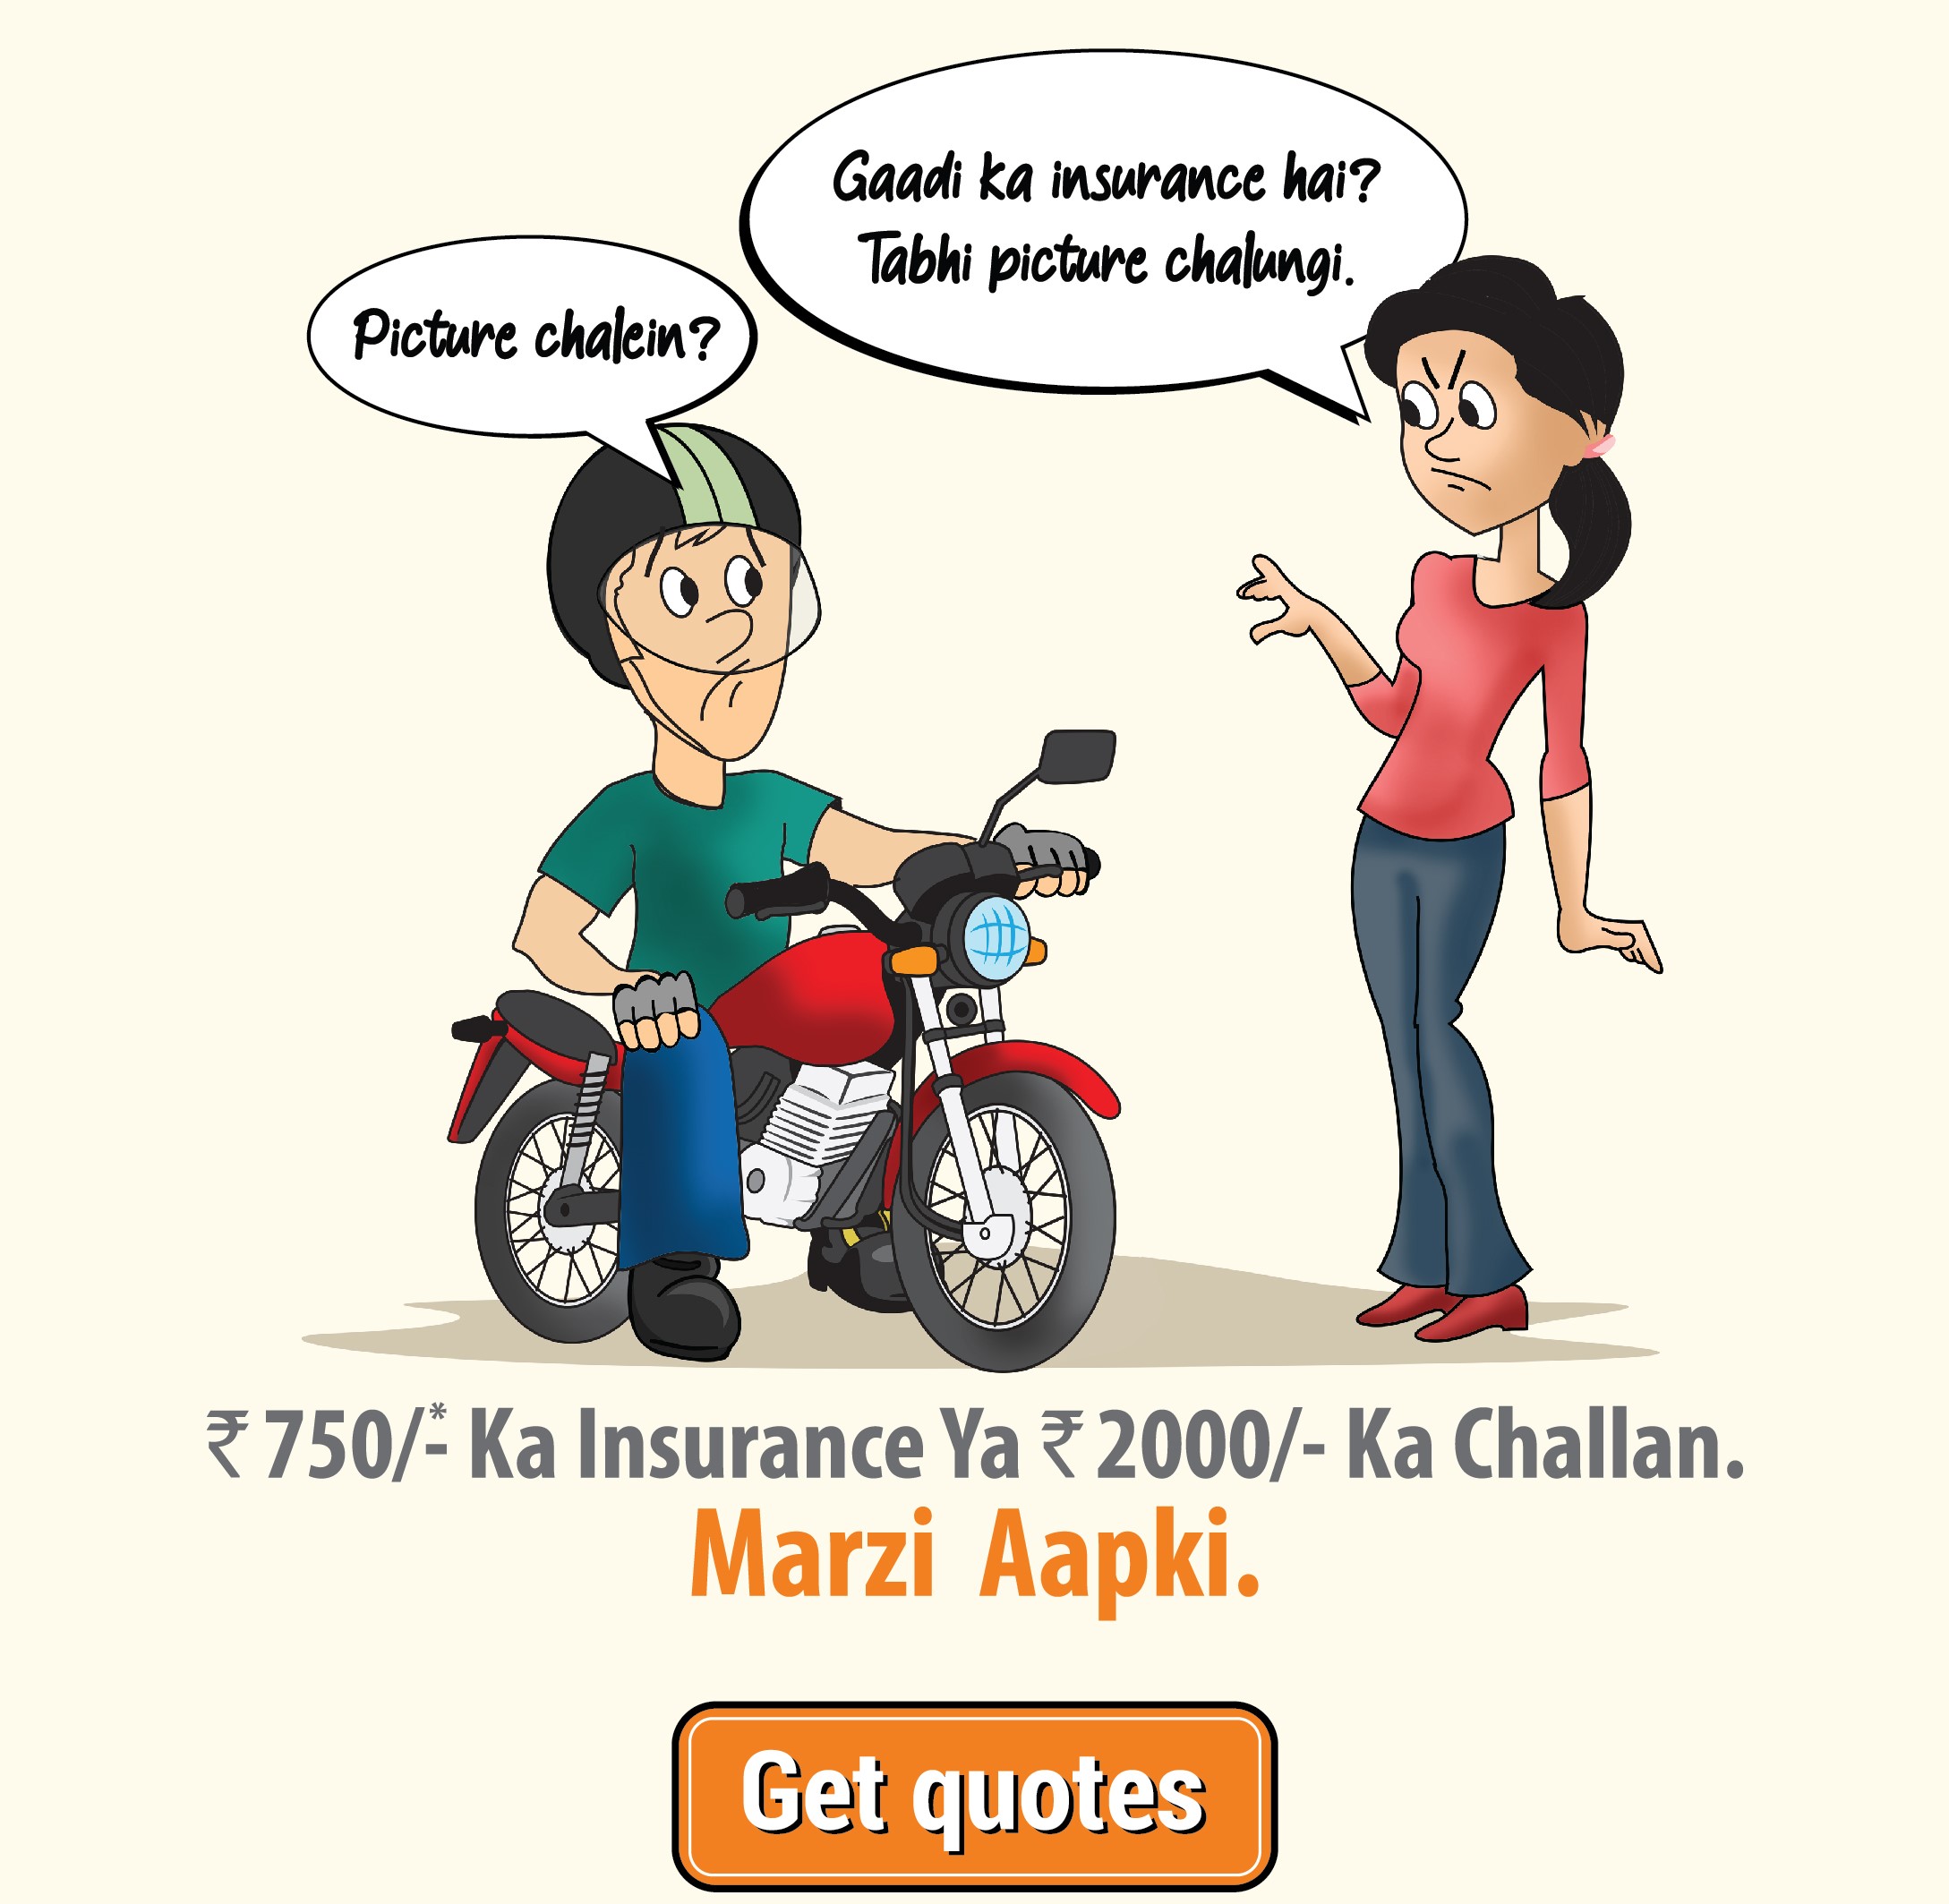 Picture chalein?
Gaadi ka insurance hai?
Tabhi picture chalungi.
₹ 750/-* Ka Insurance Ya ₹ 2000/- Ka Challan.
Marzi Aapki.
Get quotes